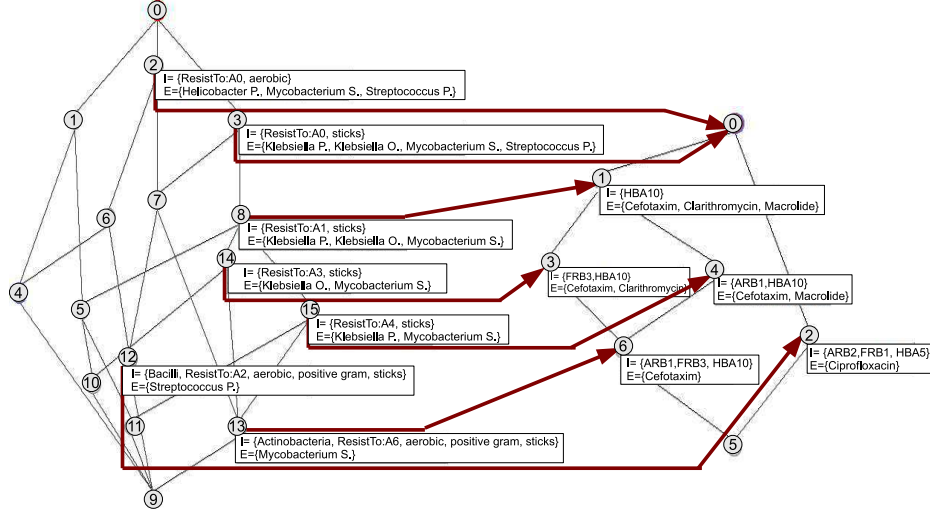 0
2
I= {ResistTo:A0, aerobic}
E={Helicobacter P., Mycobacterium S., Streptococcus P.}
1
3
I= {ResistTo:A0, sticks}
E={Klebsiella P., Klebsiella O., Mycobacterium S., Streptococcus P.}
0
1
I= {HBA10}
E={Cefotaxim, Clarithromycin, Macrolide}
7
6
8
I= {ResistTo:A1, sticks}
E={Klebsiella P., Klebsiella O., Mycobacterium S.}
14
I= {ResistTo:A3, sticks}
E={Klebsiella O., Mycobacterium S.}
3
I= {FRB3,HBA10}
E={Cefotaxim, Clarithromycin}
4
I= {ARB1,HBA10}
E={Cefotaxim, Macrolide}
4
5
15
I= {ResistTo:A4, sticks}
E={Klebsiella P., Mycobacterium S.}
2
I= {ARB2,FRB1, HBA5}
E={Ciprofloxacin}
6
I= {ARB1,FRB3, HBA10}
E={Cefotaxim}
12
I= {Bacilli, ResistTo:A2, aerobic, positive gram, sticks}
E={Streptococcus P.}
10
11
13
I= {Actinobacteria, ResistTo:A6, aerobic, positive gram, sticks}
E={Mycobacterium S.}
5
9